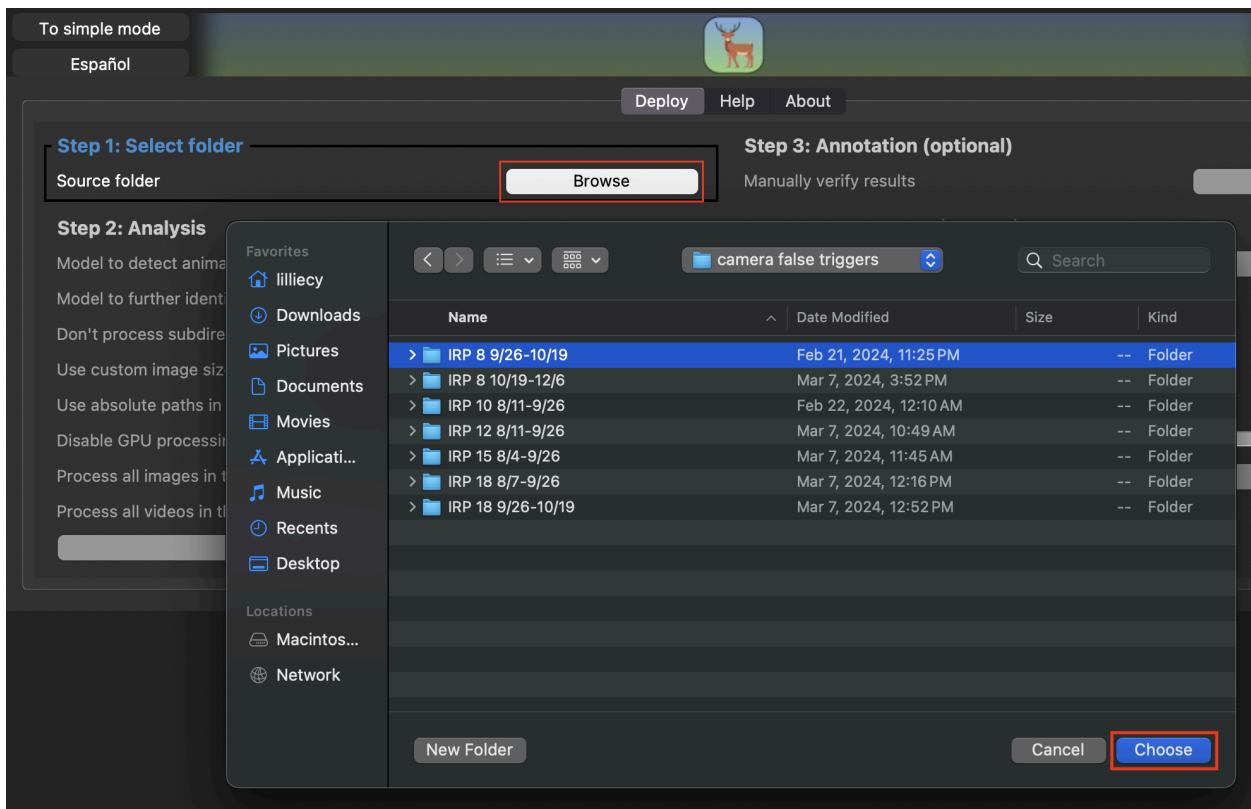 To simple mode
Español
Deploy Help About
Step 1: Select folder
Source folder Browse
Step 3: Annotation (optional)
Manually verify results
Step 2: Analysis
Model to detect anima
Model to further identi
Don't process subdire
Use custom image siz
Use absolute paths in
Disable GPU processin
Process all images in t
Process all videos in t
Favorites
lilliecy
Downloads
Pictures
Documents
Movies
Applicati...
Music
Recents
Desktop
Locations
Macintos...
Network
camera false triggers
Search
Name Date Modified Size Kind
IRP 8 9/26-10/19 Feb 21, 2024, 11:25 PM -- Folder
IRP 8 10/19-12/6 Mar 7, 2024, 3:52 PM -- Folder
IRP 10 8/11-9/26 Feb 22, 2024, 12:10 AM -- Folder
IRP 12 8/11-9/26 Mar 7, 2024, 10:49 AM -- Folder
IRP 15 8/4-9/26 Mar 7, 2024, 11:45 AM -- Folder
IRP 18 8/7-9/26 Mar 7, 2024, 12:16 PM -- Folder
IRP 18 9/26-10/19 Mar 7, 2024, 12:52 PM -- Folder
New Folder Cancel Choose